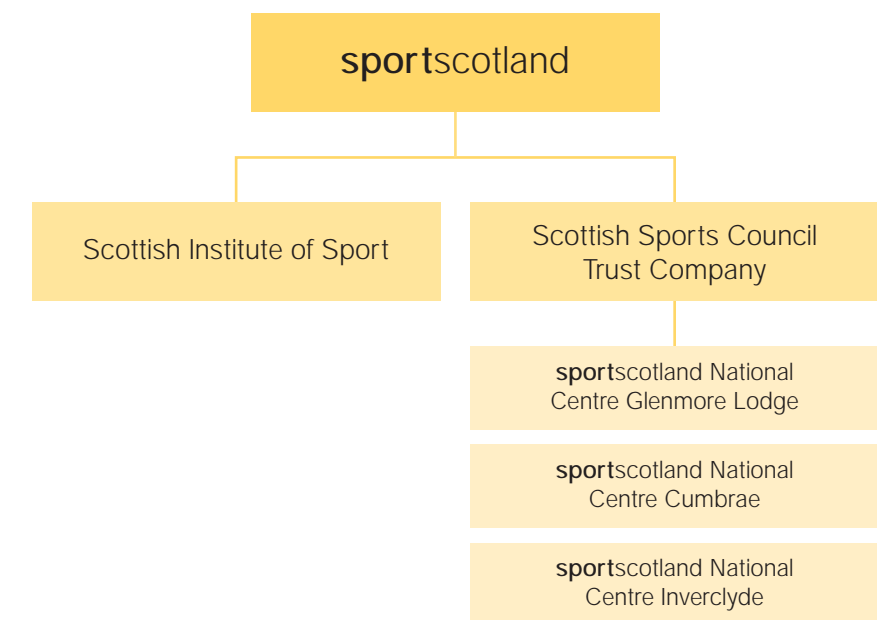 sportscotland
Scottish Institute of Sport
Scottish Sports Council
Trust Company
sportscotland National
Centre Glenmore Lodge
sportscotland National
Centre Cumbrae
sportscotland National
Centre Inverclyde